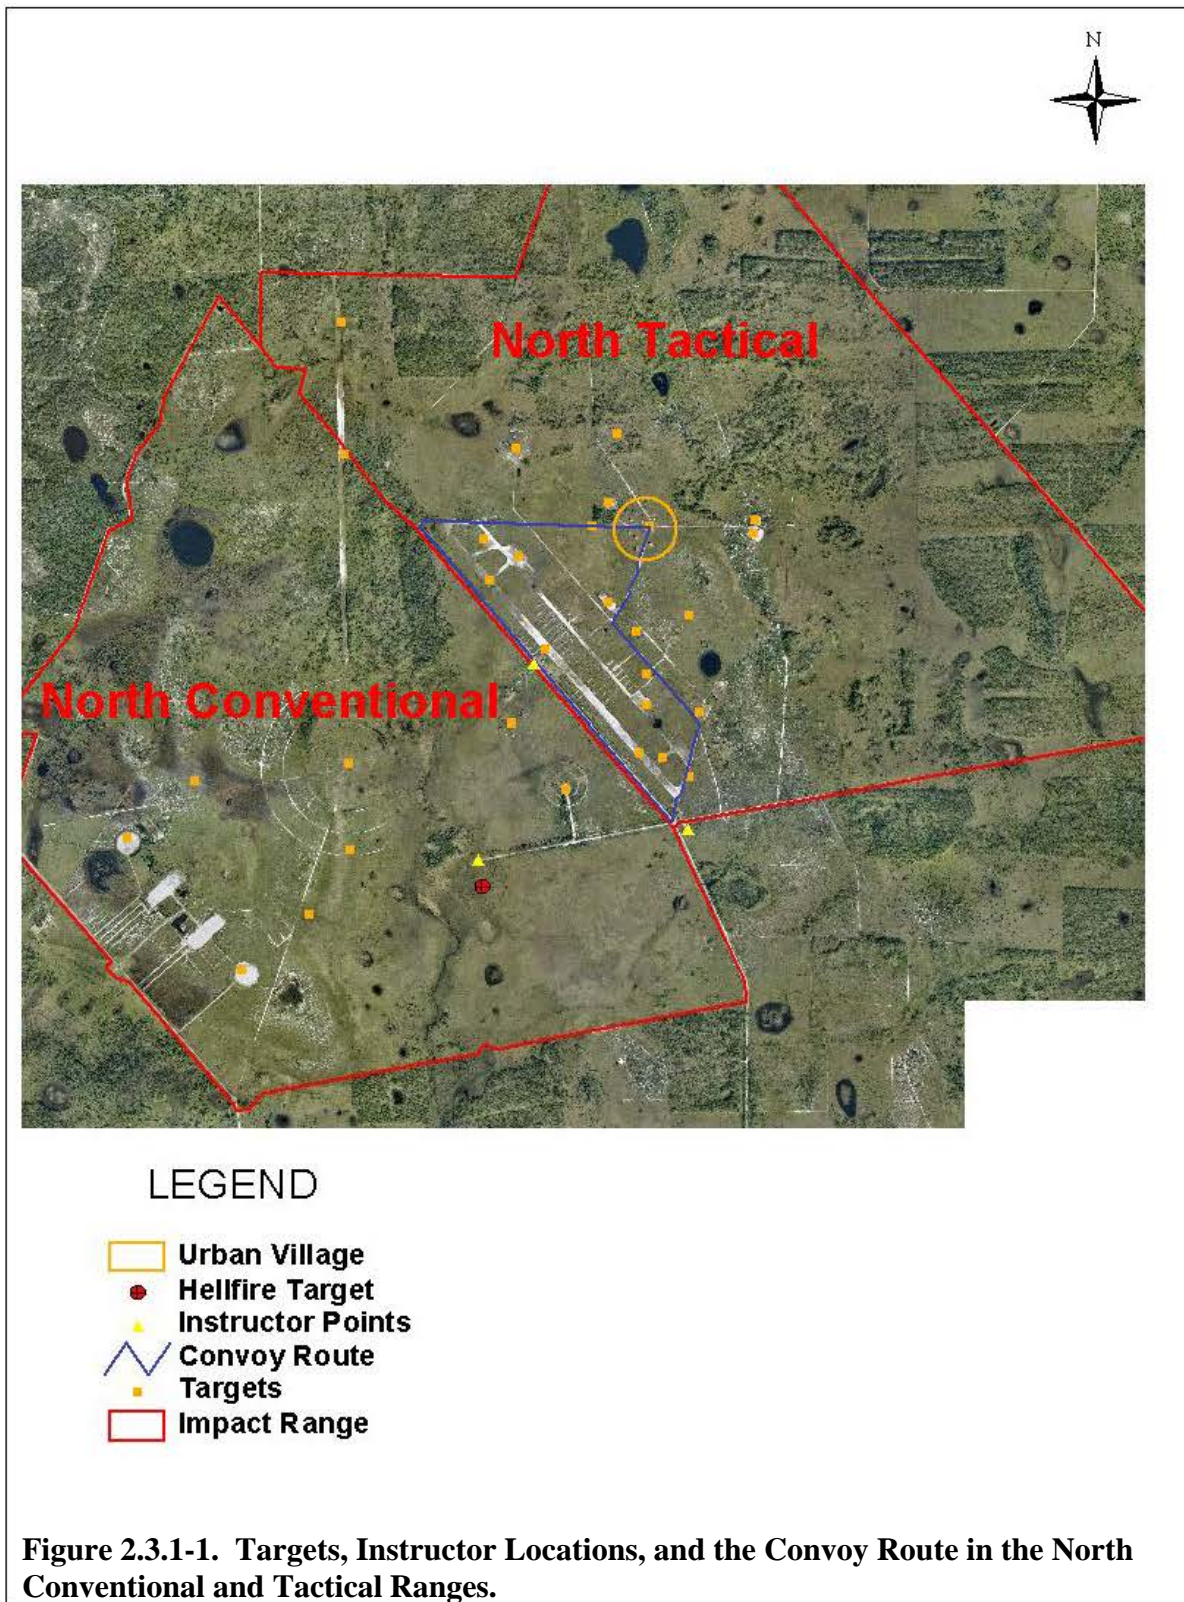 N
North Tactical
North Conventional
LEGEND
Urban Village
Hellfire Target
Instructor Points
Convoy Route
Targets
Impact Range
Figure 2.3.1-1. Targets, Instructor Locations, and the Convoy Route in the North
Conventional and Tactical Ranges.